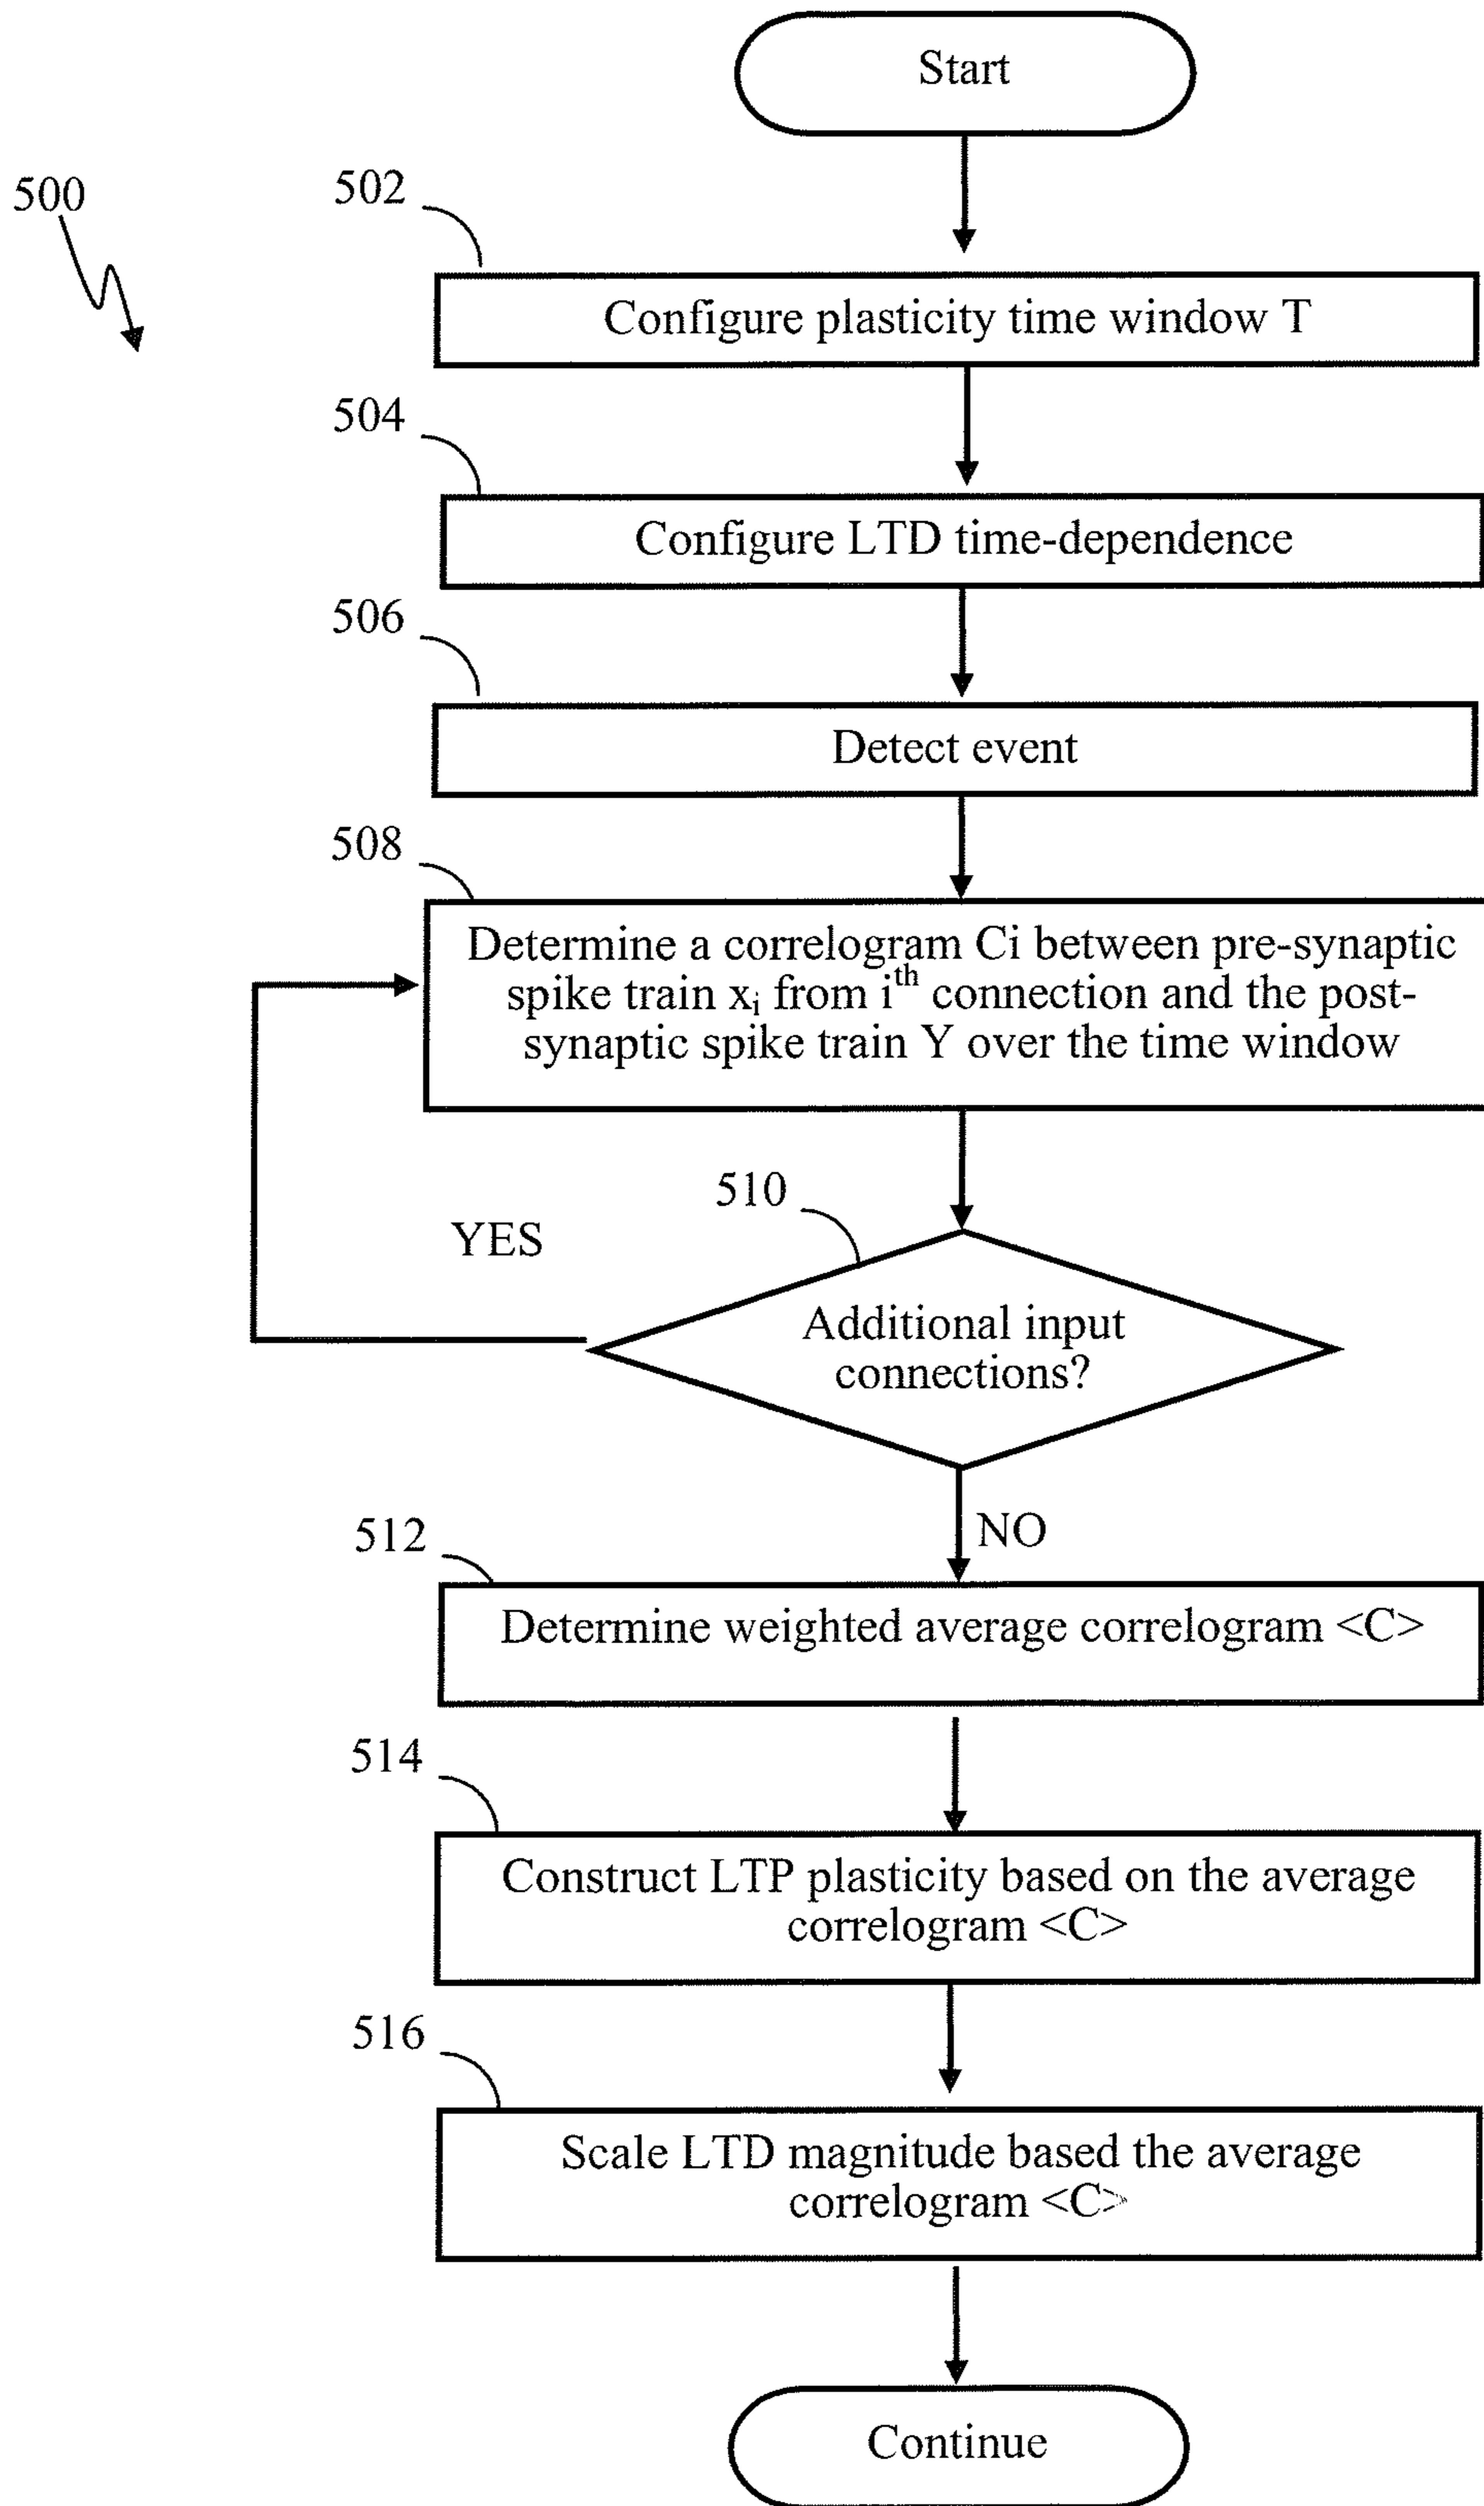 Start
500
502
Configure plasticity time window T
504
Configure LTD time-dependence
506
Detect event
508
Determine a correlogram Ci between pre-synaptic
spike train xi from ith connection and the post-
synaptic spike train Y over the time window
510
YES
Additional input
connections?
NO
512
Determine weighted average correlogram <C>
514
Construct LTP plasticity based on the average
correlogram <C>
516
Scale LTD magnitude based the average
correlogram <C>
Continue